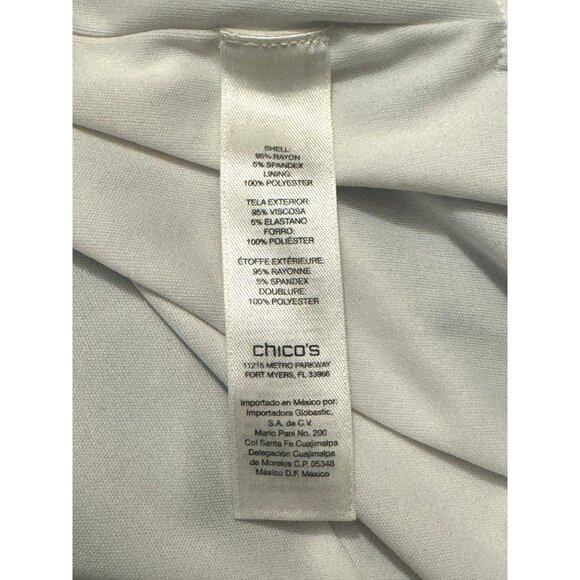 SHELL:
95% RAYON
5% SPANDEX
LINING:
100% POLYESTER
TELA EXTERIOR:
95% VISCOSA
5% ELASTANO
FORRO:
100% POLIÉSTER
ÉTOFFE EXTÉRIEURE:
95% RAYONNE
5% SPANDEX
DOUBLURE:
100% POLYESTER
chico's
11215 METRO PARKWAY
FORT MYERS, FL 33966
Importado en México por:
Importadora Globastic,
S.A. de C.V.
Mario Pani No. 200
Col Santa Fe Cuajimalpa
Delegación Cuajimalpa
de Morelos C.P. 05348
México D.F. México